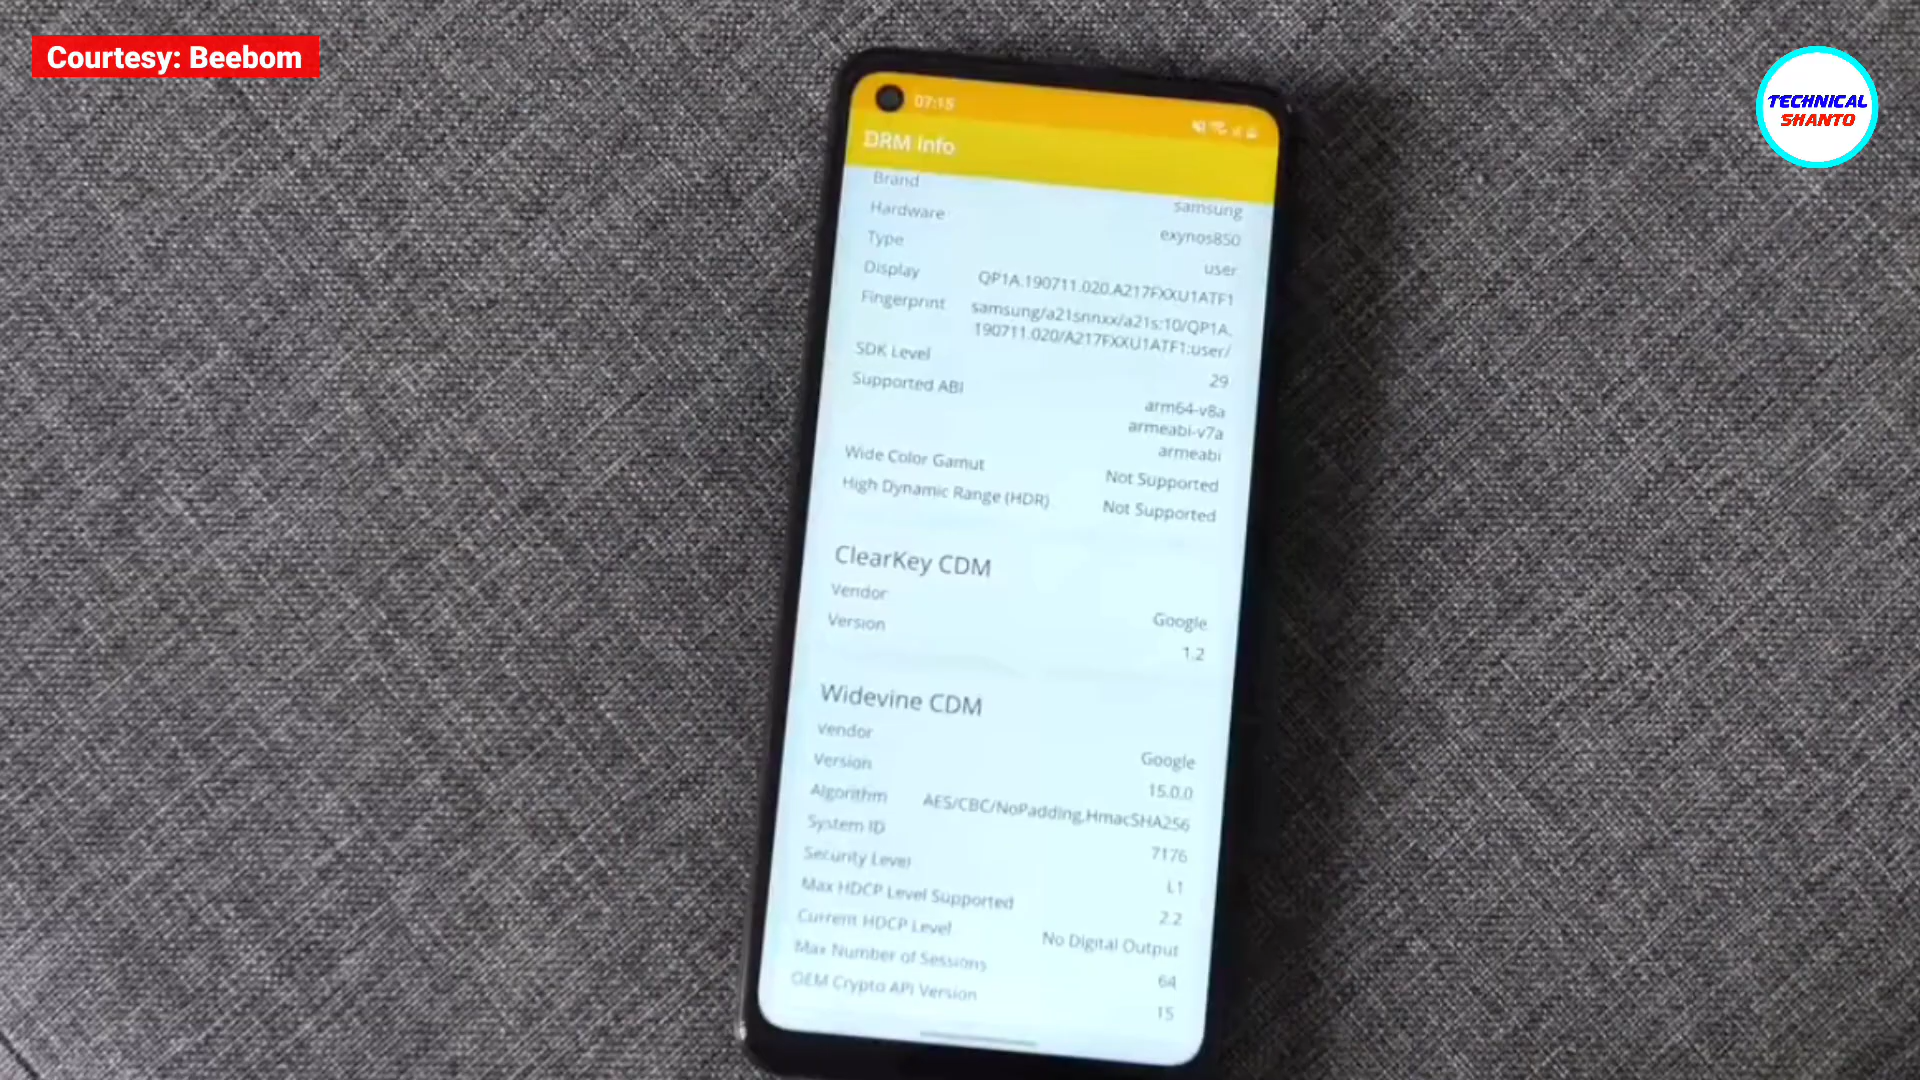 Courtesy: Beebom
TECHNICAL
SHANTO
07:15
DRM Info
Brand samsung
Hardware exynos850
Type user
Display QP1A.190711.020.A217FXXU1ATF1
Fingerprint samsung/a21snnxx/a21s:10/QP1A.
190711.020/A217FXXU1ATF1:user/
SDK Level 29
Supported ABI arm64-v8a
armeabi-v7a
armeabi
Wide Color Gamut Not Supported
High Dynamic Range (HDR) Not Supported
ClearKey CDM
Vendor Google
Version 1.2
Widevine CDM
Vendor Google
Version 15.0.0
Algorithm AES/CBC/NoPadding,HmacSHA256
System ID 7176
Security Level L1
Max HDCP Level Supported 2.2
Current HDCP Level No Digital Output
Max Number of Sessions 64
OEM Crypto API Version 15